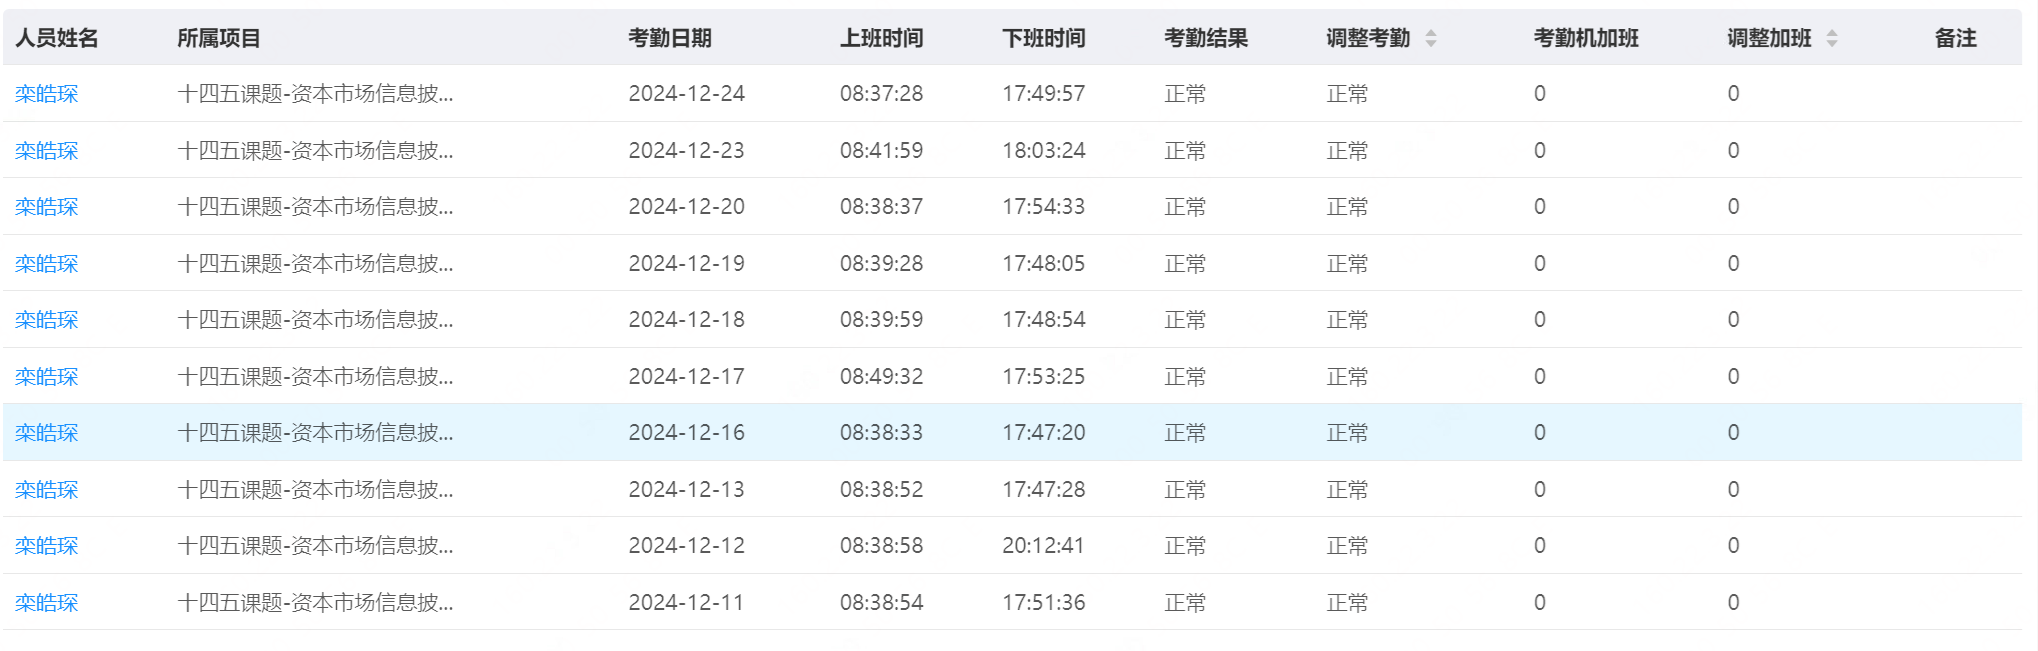 人员姓名 所属项目 考勤日期 上班时间 下班时间 考勤结果 调整考勤 考勤机加班 调整加班 备注
栾皓琛 十四五课题-资本市场信息披... 2024-12-24 08:37:28 17:49:57 正常 正常 0 0
栾皓琛 十四五课题-资本市场信息披... 2024-12-23 08:41:59 18:03:24 正常 正常 0 0
栾皓琛 十四五课题-资本市场信息披... 2024-12-20 08:38:37 17:54:33 正常 正常 0 0
栾皓琛 十四五课题-资本市场信息披... 2024-12-19 08:39:28 17:48:05 正常 正常 0 0
栾皓琛 十四五课题-资本市场信息披... 2024-12-18 08:39:59 17:48:54 正常 正常 0 0
栾皓琛 十四五课题-资本市场信息披... 2024-12-17 08:49:32 17:53:25 正常 正常 0 0
栾皓琛 十四五课题-资本市场信息披... 2024-12-16 08:38:33 17:47:20 正常 正常 0 0
栾皓琛 十四五课题-资本市场信息披... 2024-12-13 08:38:52 17:47:28 正常 正常 0 0
栾皓琛 十四五课题-资本市场信息披... 2024-12-12 08:38:58 20:12:41 正常 正常 0 0
栾皓琛 十四五课题-资本市场信息披... 2024-12-11 08:38:54 17:51:36 正常 正常 0 0